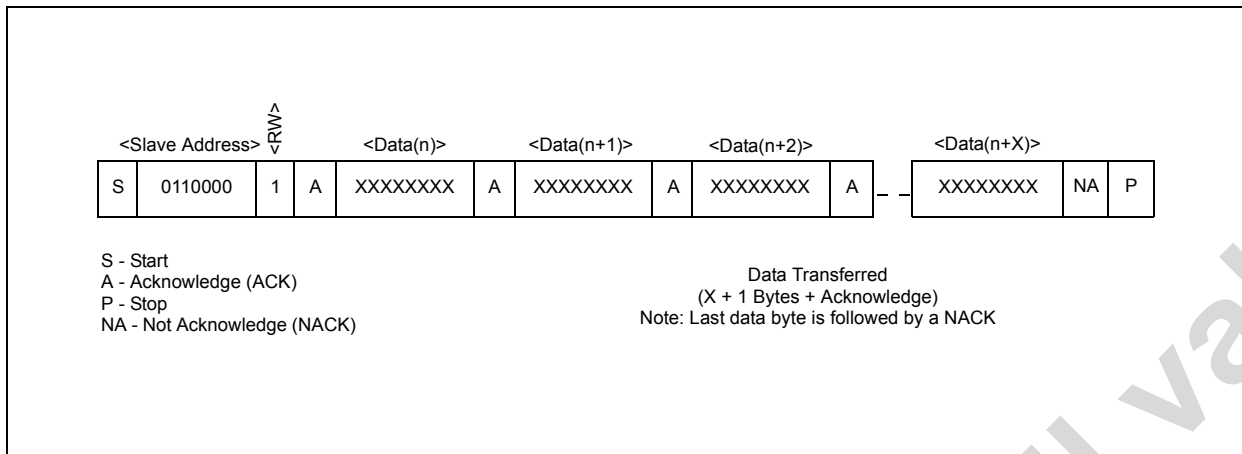 <Slave Address> <RW> <Data(n)> <Data(n+1)> <Data(n+2)> <Data(n+X)>
S 0110000 1 A XXXXXXXX A XXXXXXXX A XXXXXXXX A XXXXXXXX NA P
S - Start
A - Acknowledge (ACK)
P - Stop
NA - Not Acknowledge (NACK)
Data Transferred
(X + 1 Bytes + Acknowledge)
Note: Last data byte is followed by a NACK